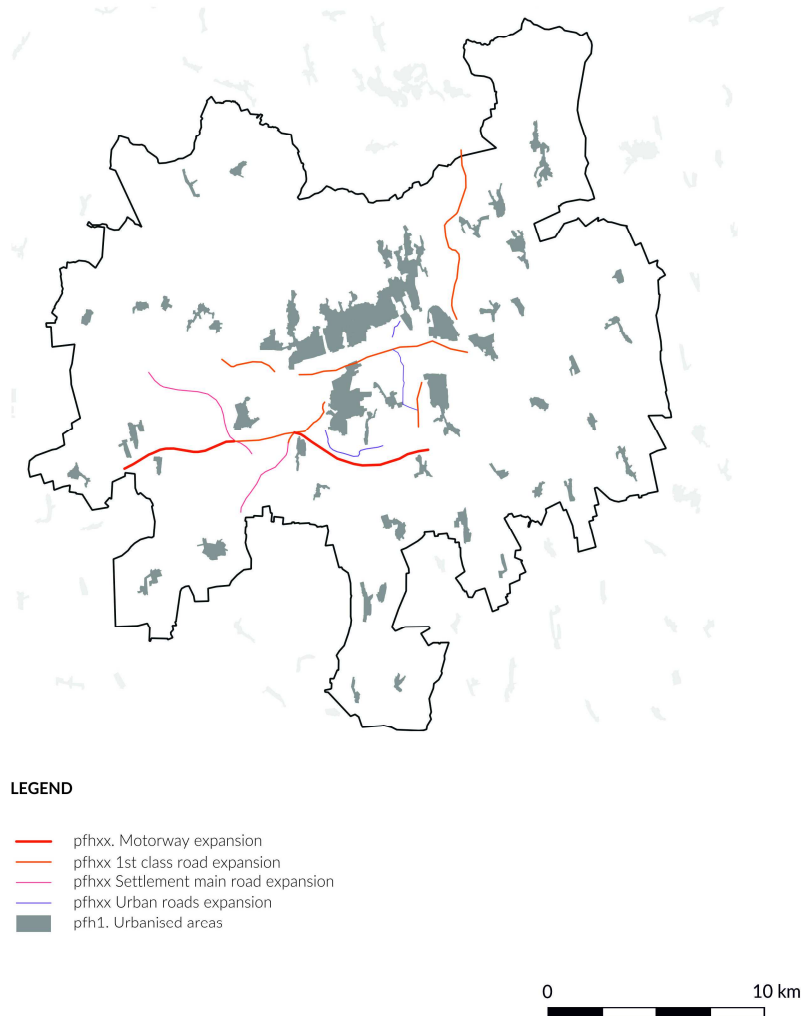 LEGEND
pfhxx. Motorway expansion
pfhxx 1st class road expansion
pfhxx Settlement main road expansion
pfhxx Urban roads expansion
pfh1. Urbanised areas
0 10 km